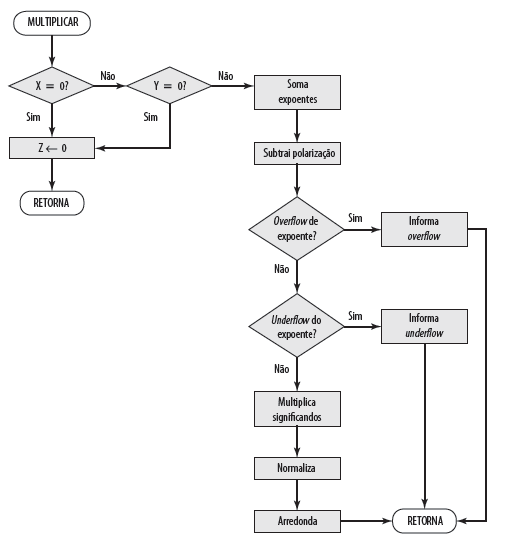 MULTIPLICAR
X = 0?
Não
Y = 0?
Não
Sim
Sim
Z ← 0
RETORNA
Soma
expoentes
Subtrai polarização
Overflow de
expoente?
Sim
Informa
overflow
Não
Underflow do
expoente?
Sim
Informa
underflow
Não
Multiplica
significandos
Normaliza
Arredonda
RETORNA